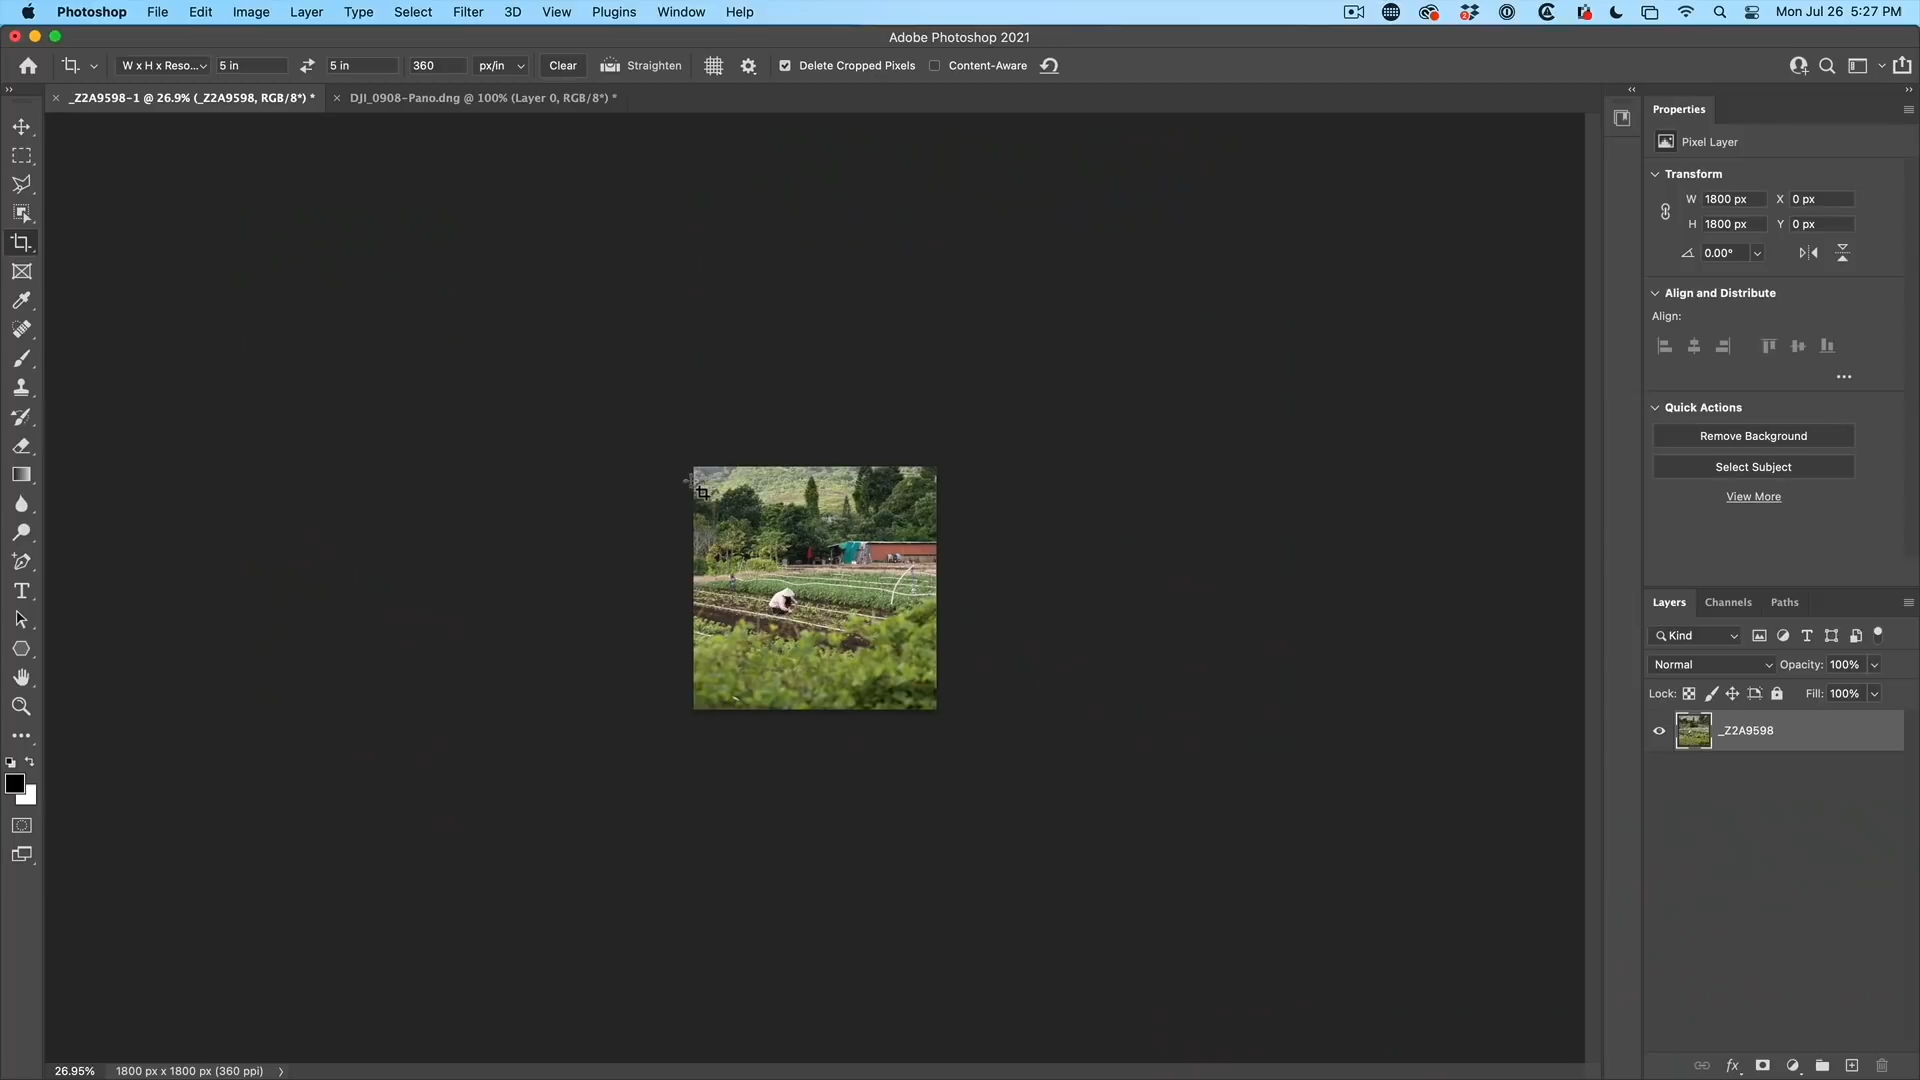 Photoshop File Edit Image Layer Type Select Filter 3D View Plugins Window Help Mon Jul 26 5:27 PM
Adobe Photoshop 2021
W x H x Reso... 5 in 5 in 360 px/in Clear Straighten Delete Cropped Pixels Content-Aware
_Z2A9598-1 @ 26.9% (_Z2A9598, RGB/8*) * DJI_0908-Pano.dng @ 100% (Layer 0, RGB/8*) *
Properties
Pixel Layer
Transform
W 1800 px X 0 px
H 1800 px Y 0 px
0.00°
Align and Distribute
Align:
Quick Actions
Remove Background
Select Subject
View More
Layers Channels Paths
Kind
Normal Opacity: 100%
Lock: Fill: 100%
_Z2A9598
26.95% 1800 px x 1800 px (360 ppi)